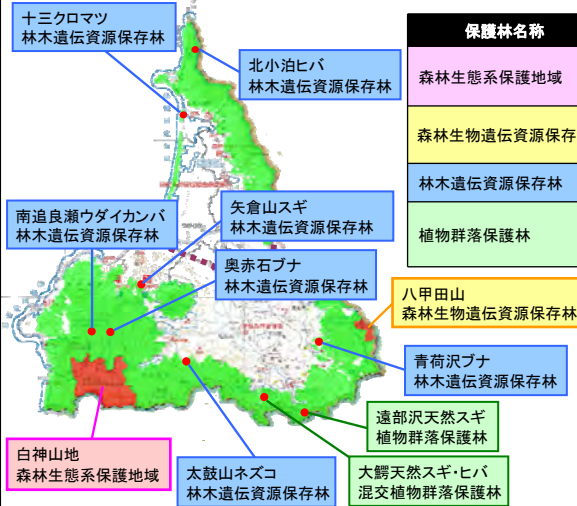 十三クロマツ
林木遺伝資源保存林
北小泊ヒバ
林木遺伝資源保存林
保護林名称
森林生態系保護地域
森林生物遺伝資源保存
林木遺伝資源保存林
植物群落保護林
南追良瀬ウダイカンバ
林木遺伝資源保存林
矢倉山スギ
林木遺伝資源保存林
奥赤石ブナ
林木遺伝資源保存林
八甲田山
森林生物遺伝資源保存林
青荷沢ブナ
林木遺伝資源保存林
遠部沢天然スギ
植物群落保護林
白神山地
森林生態系保護地域
太鼓山ネズコ
林木遺伝資源保存林
大鰐天然スギ・ヒバ
混交植物群落保護林